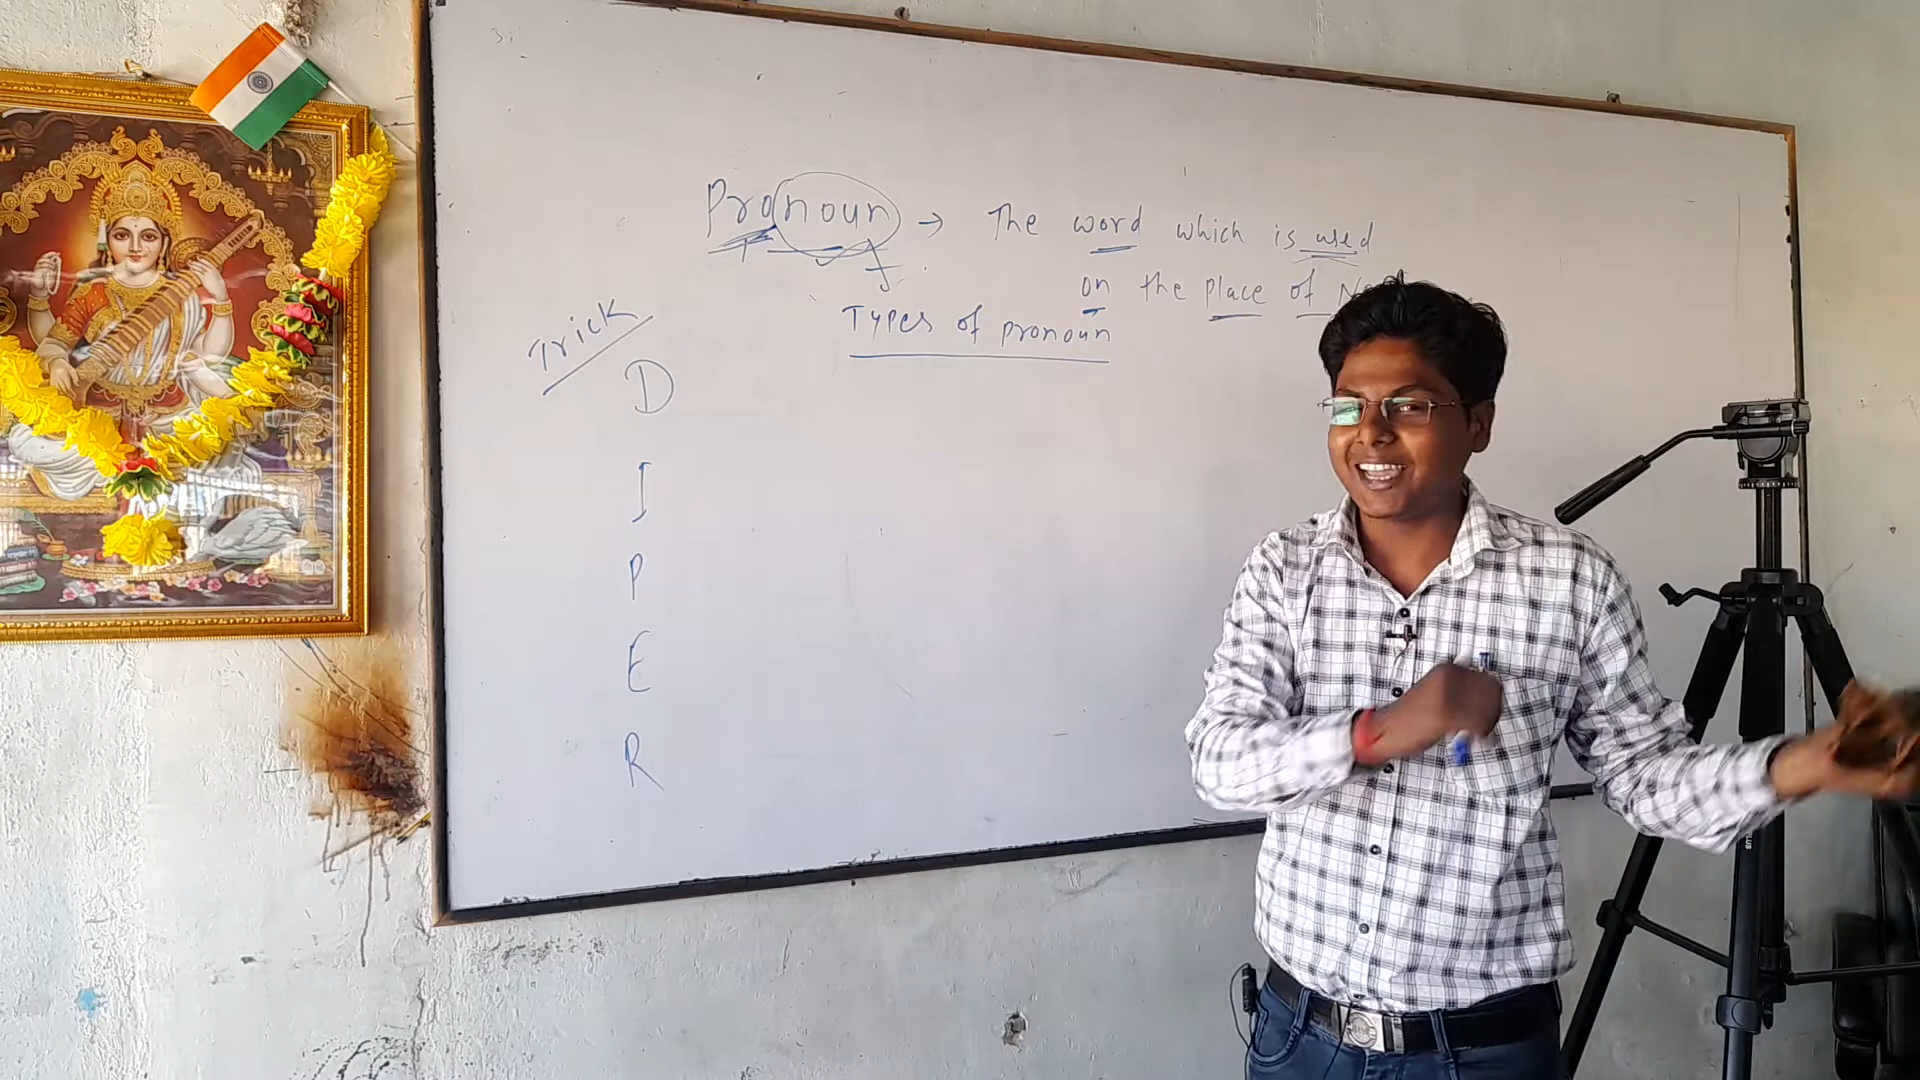 Pronoun → The word which is used
on the place of
Types of pronoun
Trick
D
I
P
E
R